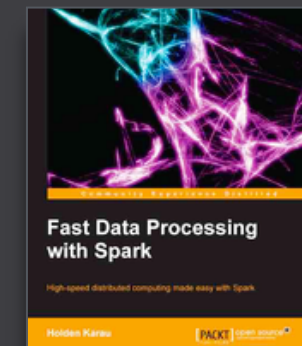 Community Experience Distilled
Fast Data Processing
with Spark
High-speed distributed computing made easy with Spark
Holden Karau
PACKT open source*
PUBLISHING